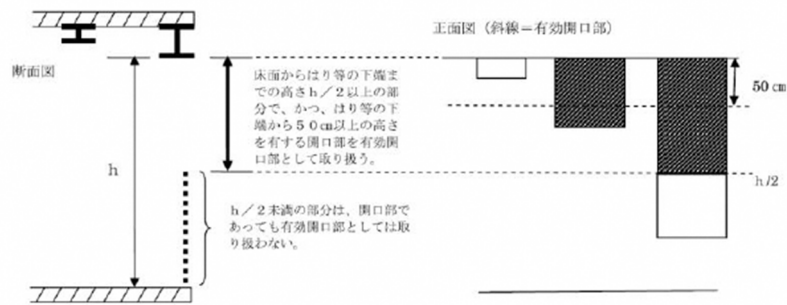 正面図（斜線＝有効開口部）
断面図
床面からはり等の下端ま
での高さｈ／2以上の部
分で、かつ、はり等の下
端から５０㎝以上の高さ
を有する開口部を有効開
口部として取り扱う。
50 ㎝
ｈ
ｈ/2
ｈ／2未満の部分は、開口部で
あっても有効開口部としては取
り扱わない。